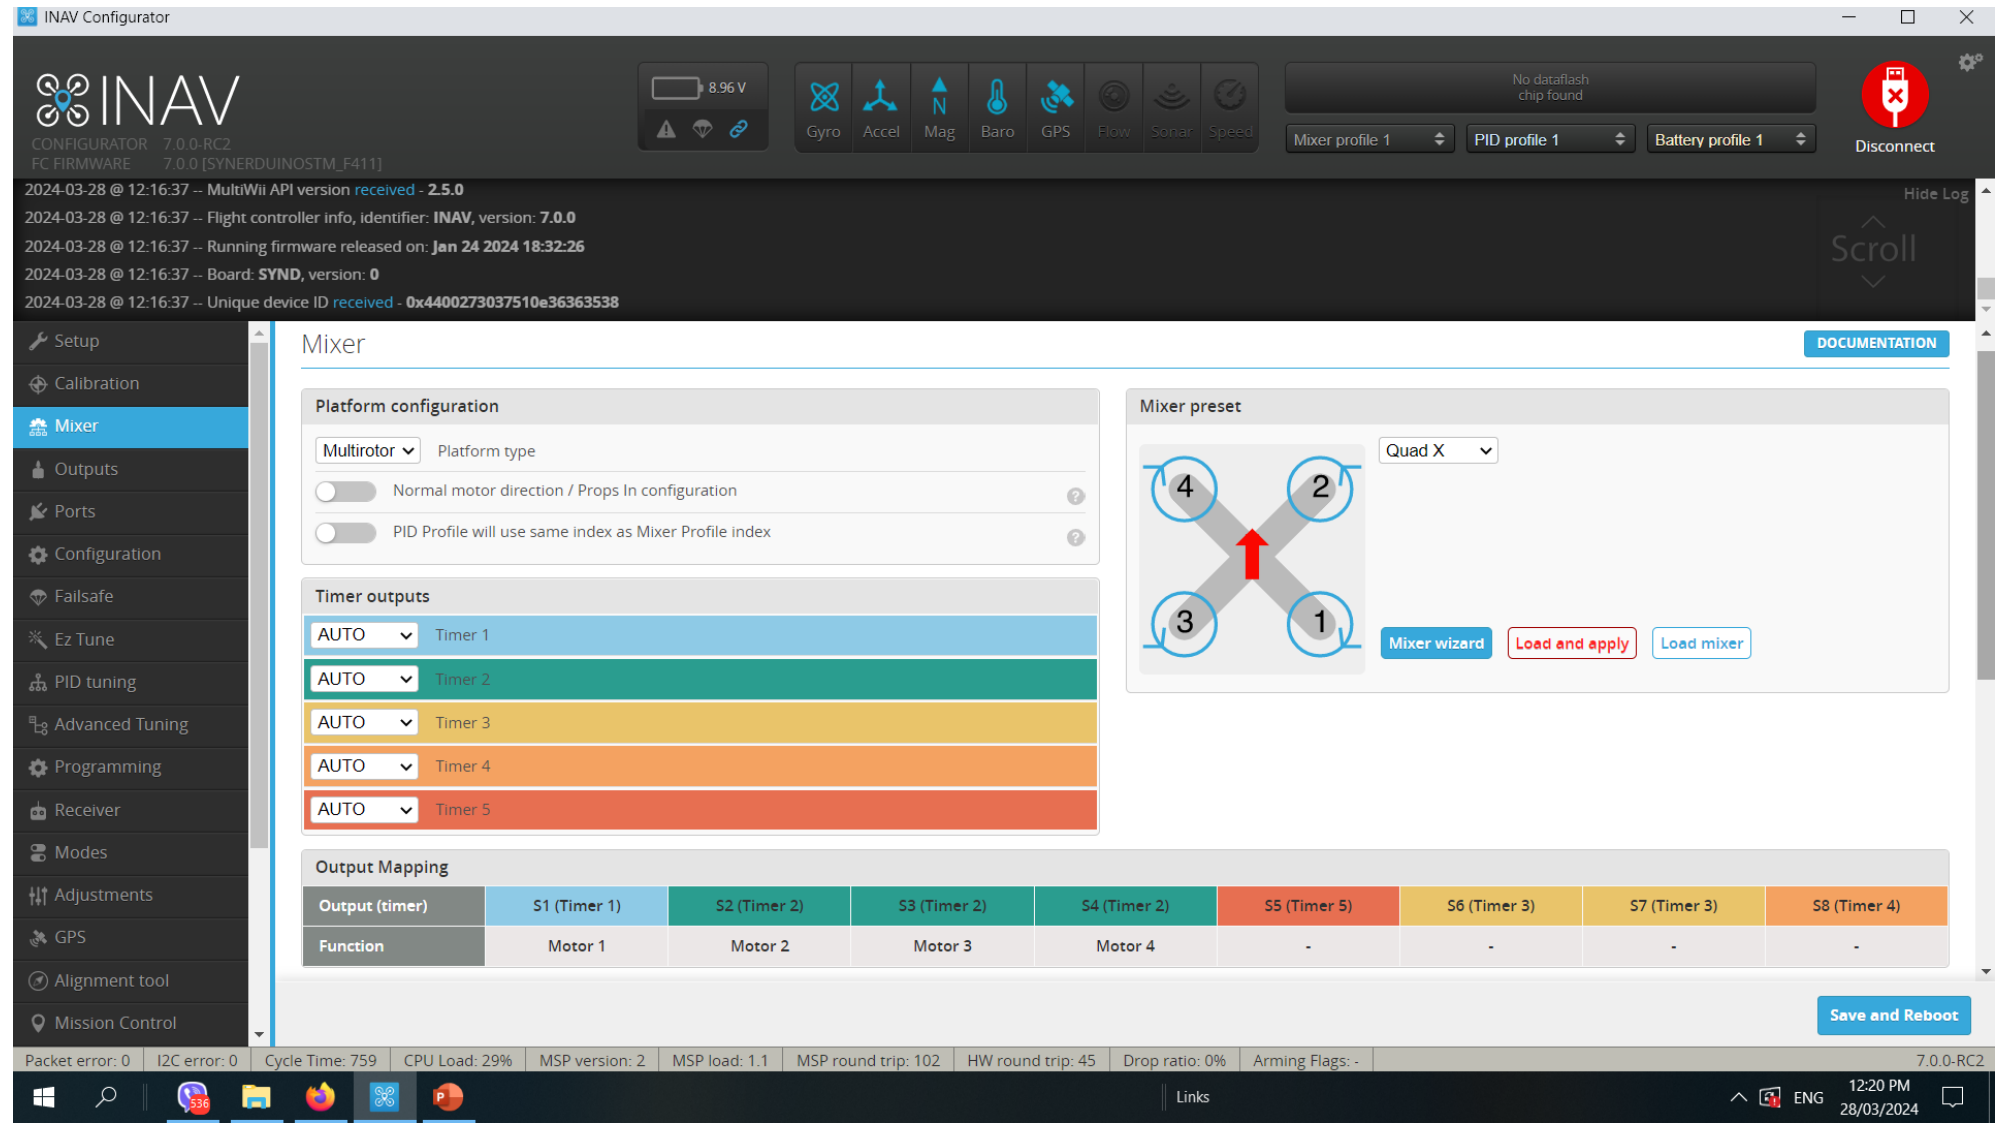 INAV Configurator
INAV
CONFIGURATOR 7.0.0-RC2
FC FIRMWARE 7.0.0 [SYNERDUINOSTM_F411]
8.96 V
Gyro Accel Mag Baro GPS Flow Sonar Speed
N
No dataflash
chip found
Mixer profile 1
PID profile 1
Battery profile 1
Disconnect
2024-03-28 @ 12:16:37 -- MultiWii API version received - 2.5.0
2024-03-28 @ 12:16:37 -- Flight controller info, identifier: INAV, version: 7.0.0
2024-03-28 @ 12:16:37 -- Running firmware released on: Jan 24 2024 18:32:26
2024-03-28 @ 12:16:37 -- Board: SYND, version: 0
2024-03-28 @ 12:16:37 -- Unique device ID received - 0x4400273037510e36363538
Hide Log
Scroll
Setup
Calibration
Mixer
Outputs
Ports
Configuration
Failsafe
Ez Tune
PID tuning
Advanced Tuning
Programming
Receiver
Modes
Adjustments
GPS
Alignment tool
Mission Control
Mixer
DOCUMENTATION
Platform configuration
Multirotor Platform type
Normal motor direction / Props In configuration ?
PID Profile will use same index as Mixer Profile index ?
Timer outputs
AUTO Timer 1
AUTO Timer 2
AUTO Timer 3
AUTO Timer 4
AUTO Timer 5
Mixer preset
Quad X
4 2
3 1
Mixer wizard Load and apply Load mixer
Output Mapping
Output (timer) S1 (Timer 1) S2 (Timer 2) S3 (Timer 2) S4 (Timer 2) S5 (Timer 5) S6 (Timer 3) S7 (Timer 3) S8 (Timer 4)
Function Motor 1 Motor 2 Motor 3 Motor 4 - - - -
Save and Reboot
Packet error: 0 I2C error: 0 Cycle Time: 759 CPU Load: 29% MSP version: 2 MSP load: 1.1 MSP round trip: 102 HW round trip: 45 Drop ratio: 0% Arming Flags: - 7.0.0-RC2
536
P
Links
ENG
12:20 PM
28/03/2024